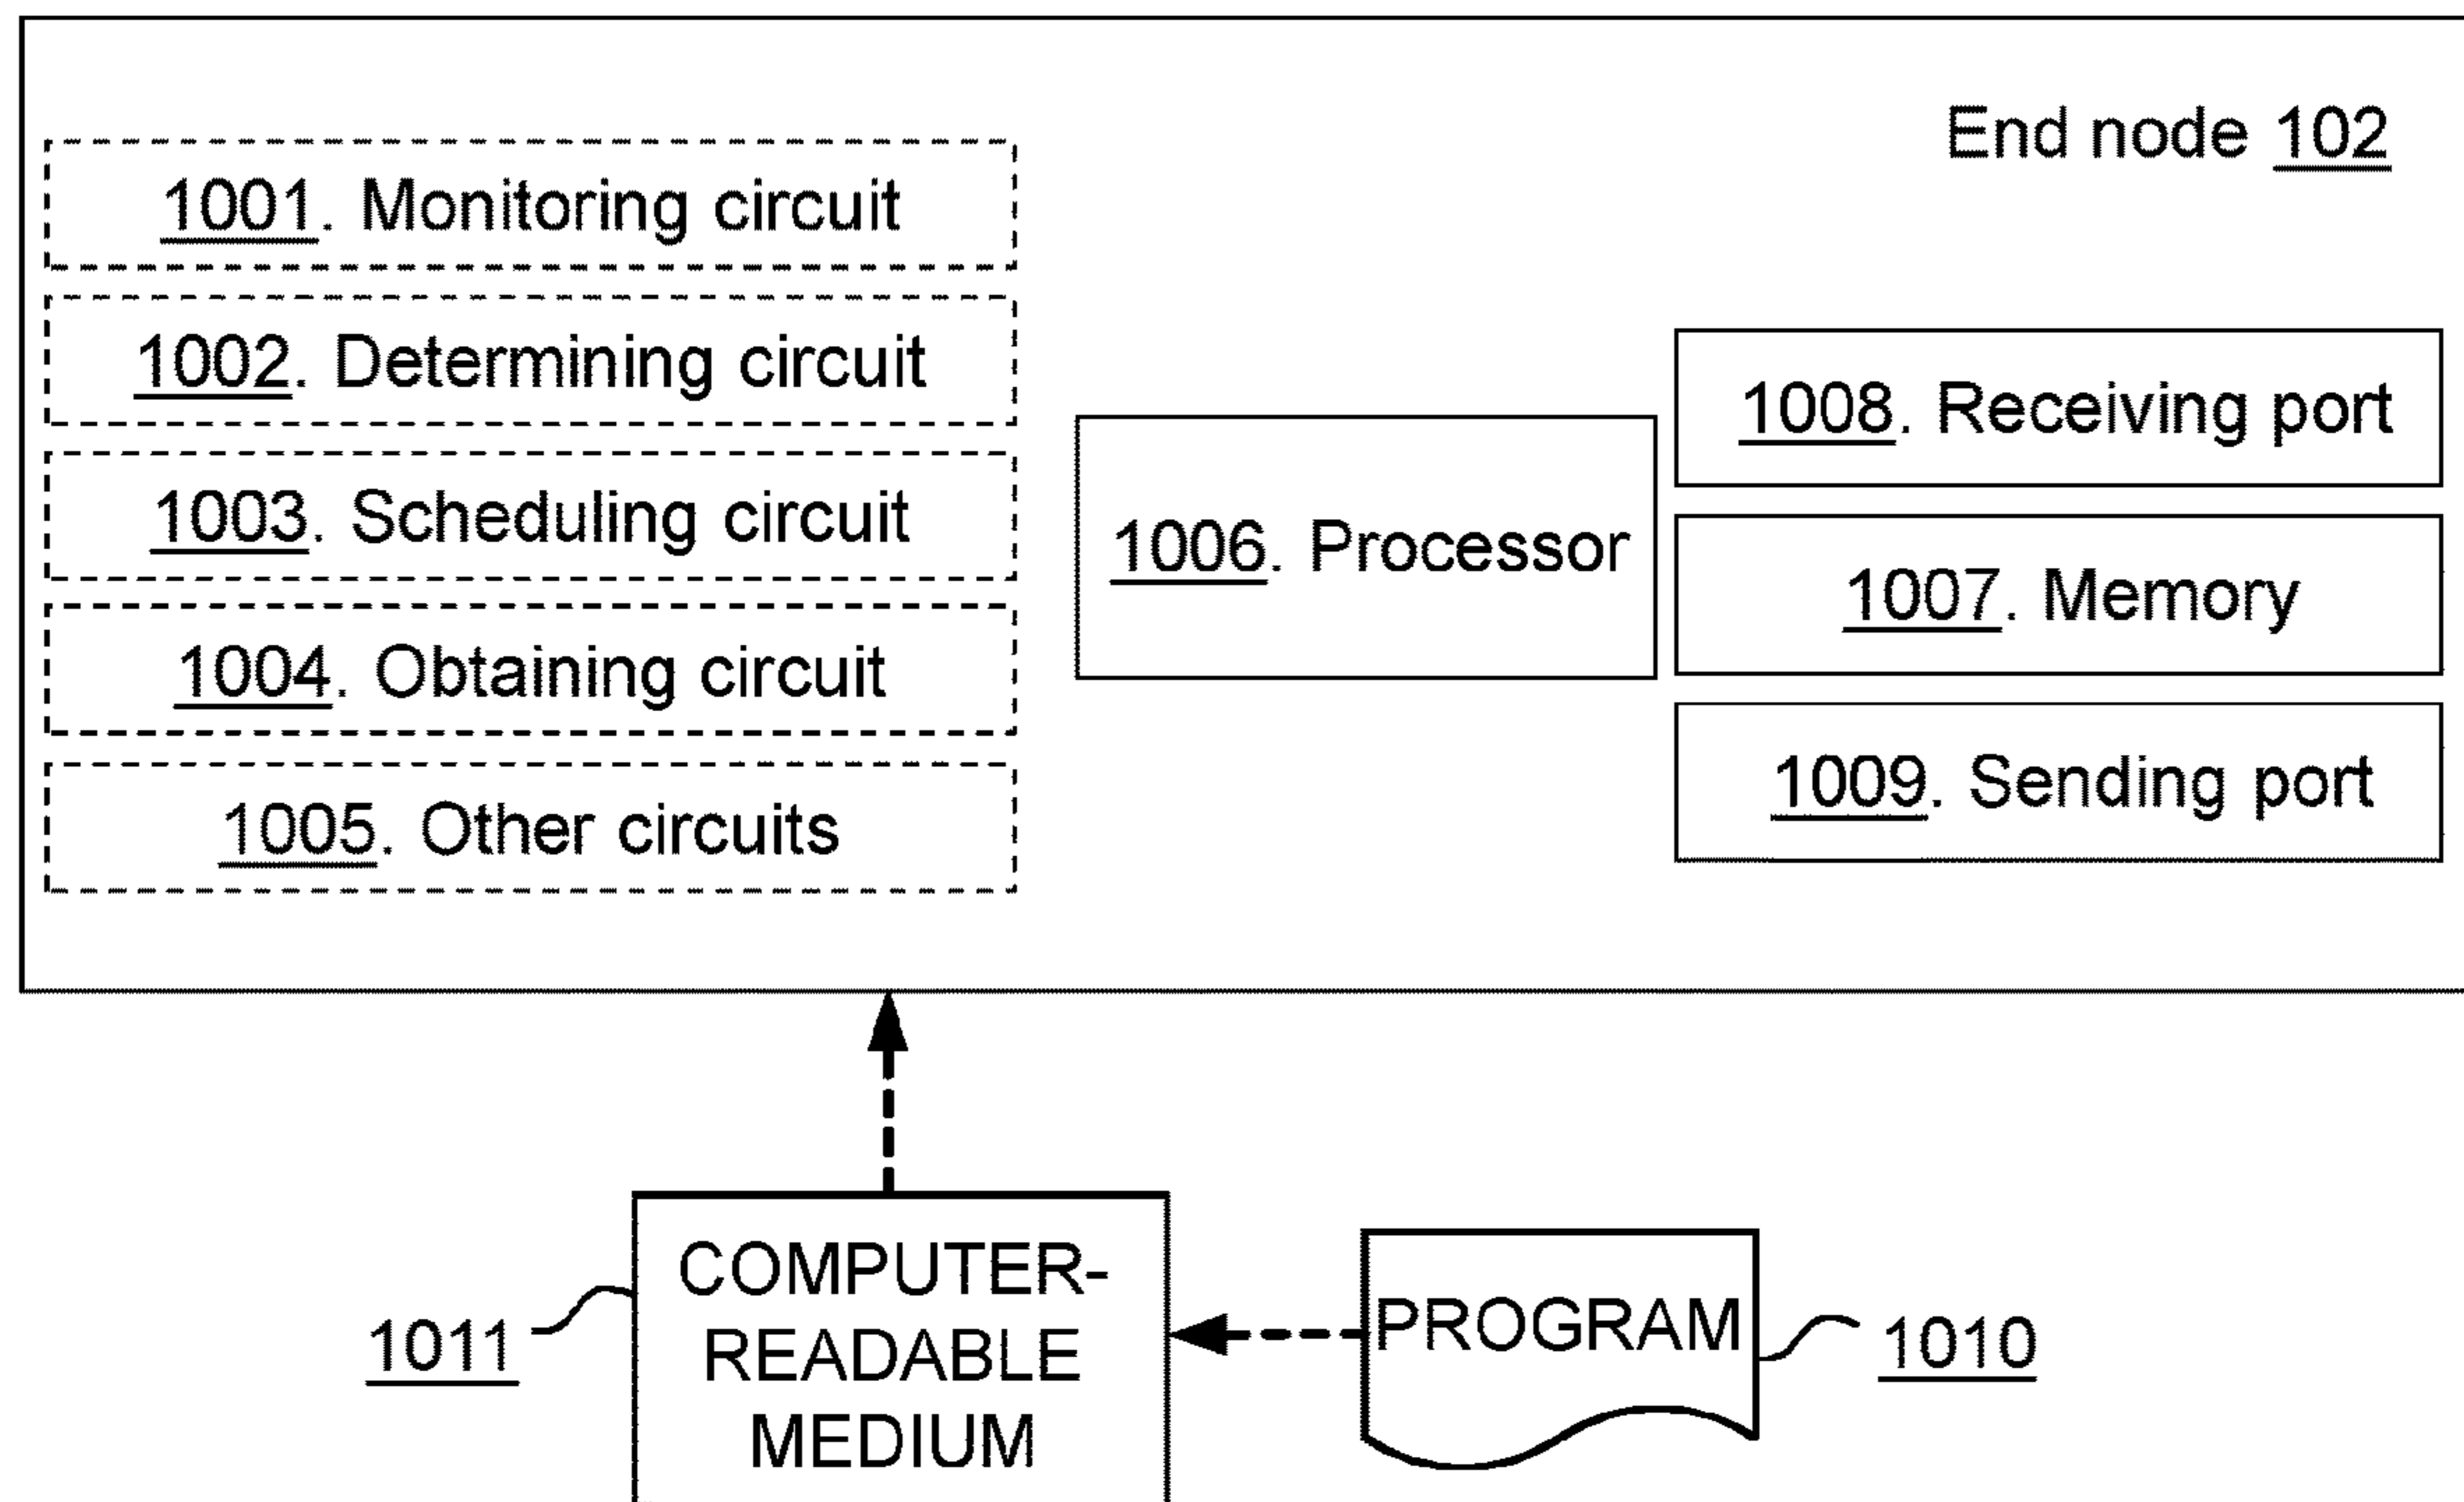 End node 102
1001. Monitoring circuit
1002. Determining circuit
1003. Scheduling circuit
1004. Obtaining circuit
1005. Other circuits
1006. Processor
1008. Receiving port
1007. Memory
1009. Sending port
1011
COMPUTER-
READABLE
MEDIUM
PROGRAM
1010